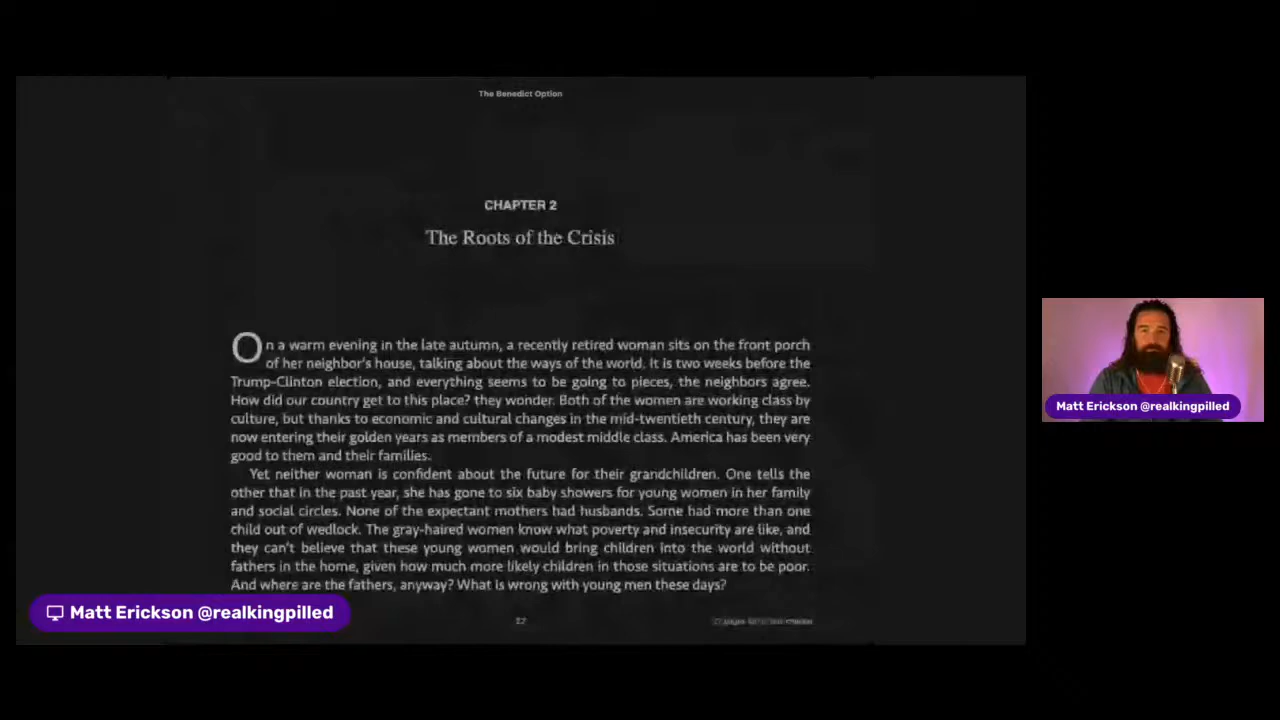 The Benedict Option
CHAPTER 2
The Roots of the Crisis
On a warm evening in the late autumn, a recently retired woman sits on the front porch
of her neighbor's house, talking about the ways of the world. It is two weeks before the
Trump-Clinton election, and everything seems to be going to pieces, the neighbors agree.
How did our country get to this place? they wonder. Both of the women are working class by
culture, but thanks to economic and cultural changes in the mid-twentieth century, they are
now entering their golden years as members of a modest middle class. America has been very
good to them and their families.
Yet neither woman is confident about the future for their grandchildren. One tells the
other that in the past year, she has gone to six baby showers for young women in her family
and social circles. None of the expectant mothers had husbands. Some had more than one
child out of wedlock. The gray-haired women know what poverty and insecurity are like, and
they can't believe that these young women would bring children into the world without
fathers in the home, given how much more likely children in those situations are to be poor.
And where are the fathers, anyway? What is wrong with young men these days?
Matt Erickson @realkingpilled
Matt Erickson @realkingpilled